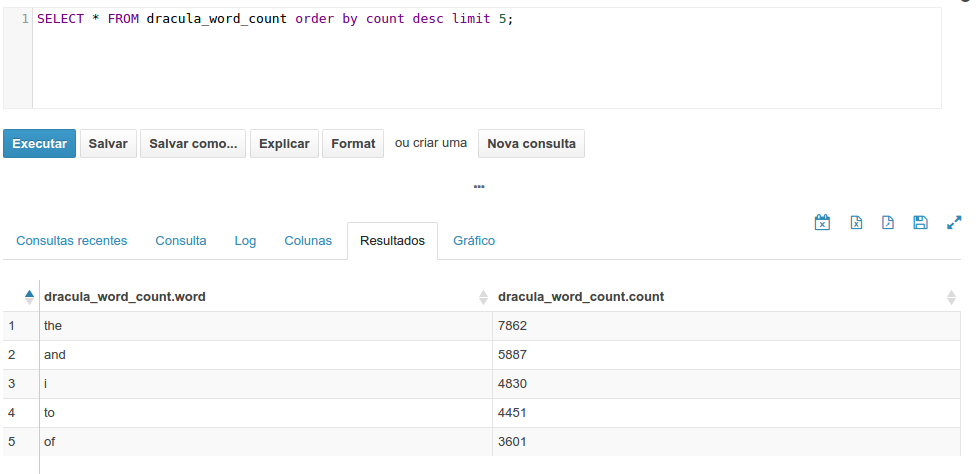 1 SELECT * FROM dracula_word_count order by count desc limit 5;
Executar Salvar Salvar como... Explicar Format ou criar uma Nova consulta
...
Consultas recentes Consulta Log Colunas Resultados Gráfico
dracula_word_count.word dracula_word_count.count
1 the 7862
2 and 5887
3 i 4830
4 to 4451
5 of 3601